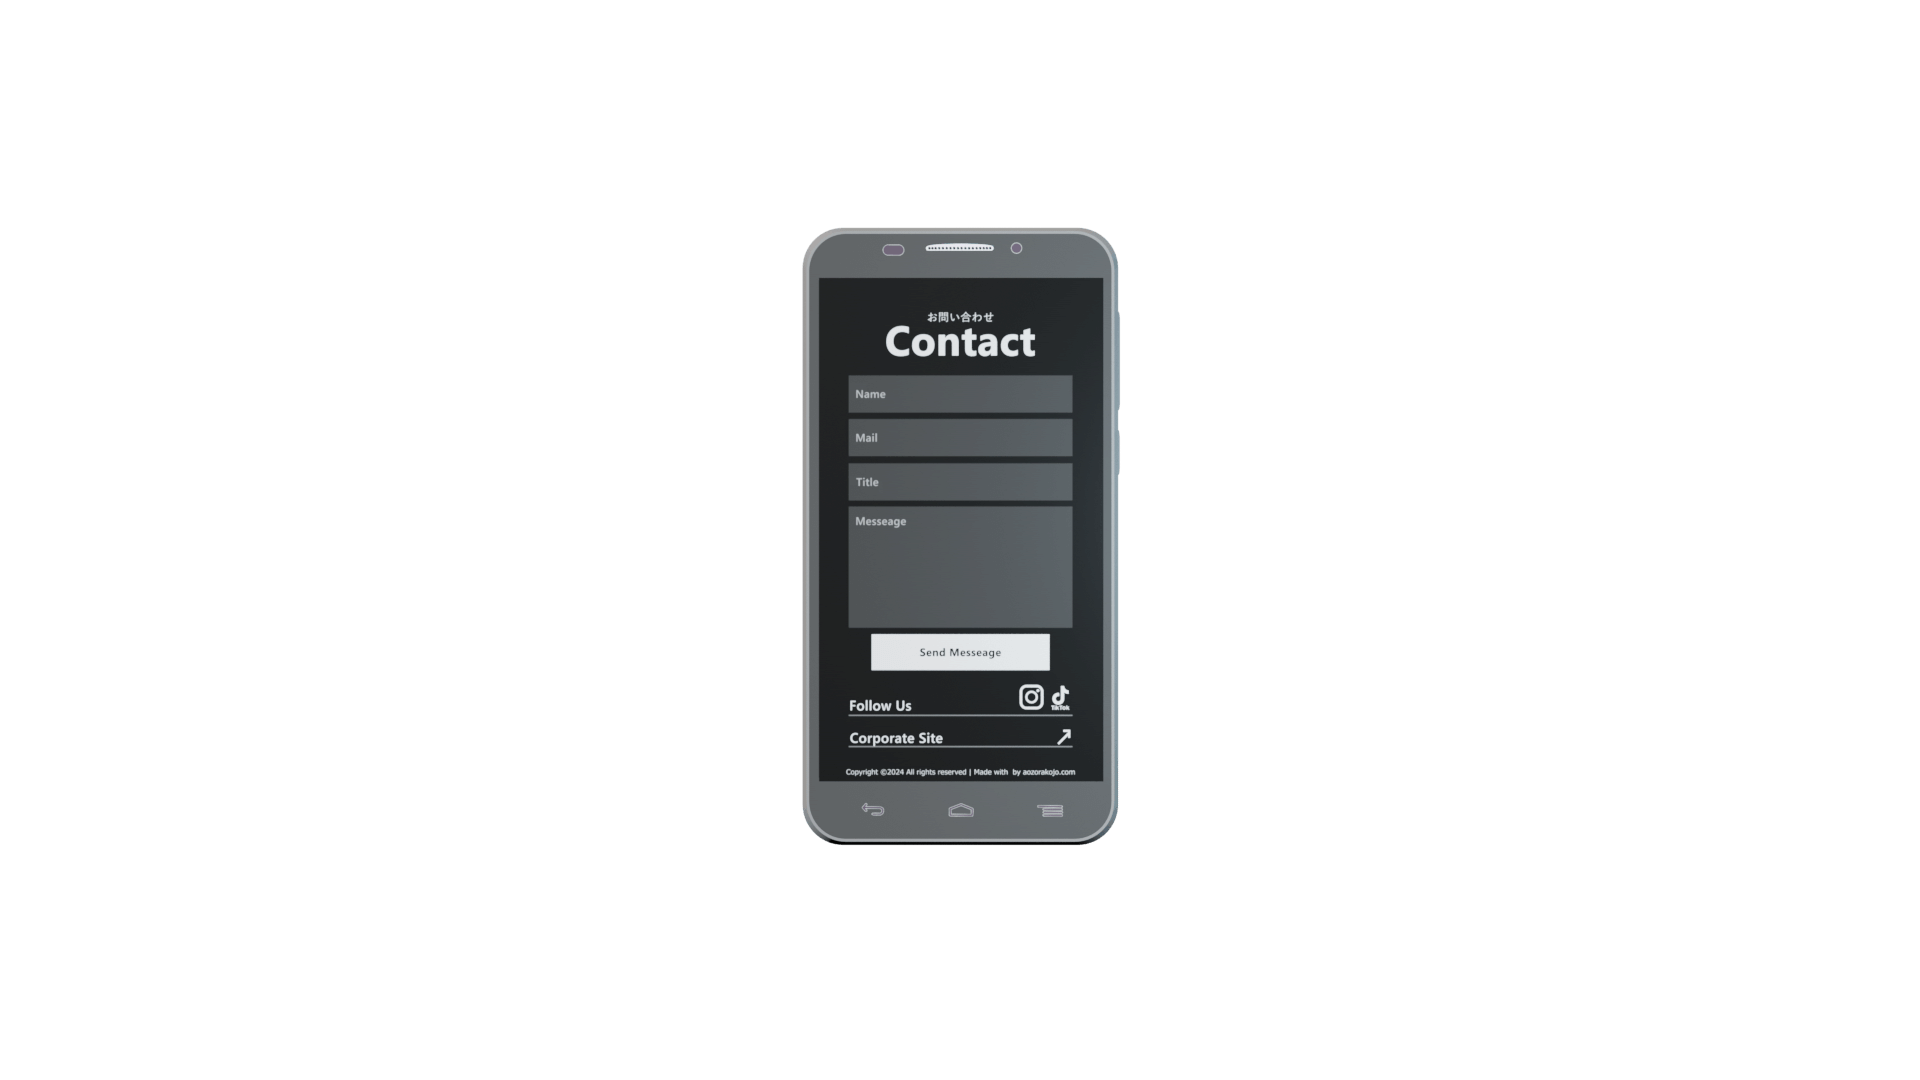 お問い合わせ
Contact
Name
Mail
Title
Messeage
Send Messeage
Follow Us
TikTok
Corporate Site
Copyright ©2024 All rights reserved | Made with by aozorakojo.com